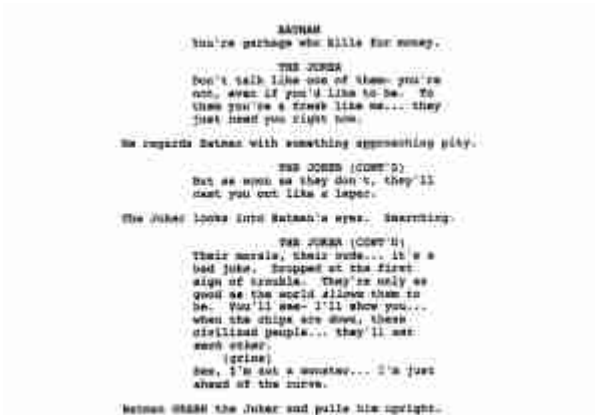 BATMAN
You're garbage who kills for money.
THE JOKER
Don't talk like one of them- you're
not, even if you'd like to be. To
them you're a freak like me... they
just need you right now.
He regards Batman with something approaching pity.
THE JOKER (CONT'D)
But as soon as they don't, they'll
cast you out like a leper.
The Joker looks into Batman's eyes. Searching.
THE JOKER (CONT'D)
Their morals, their code... it's a
bad joke. Dropped at the first
sign of trouble. They're only as
good as the world allows them to
be. You'll see- I'll show you...
when the chips are down, these
civilized people... they'll eat
each other.
(grins)
See, I'm not a monster... I'm just
ahead of the curve.
Batman GRABS the Joker and pulls him upright.